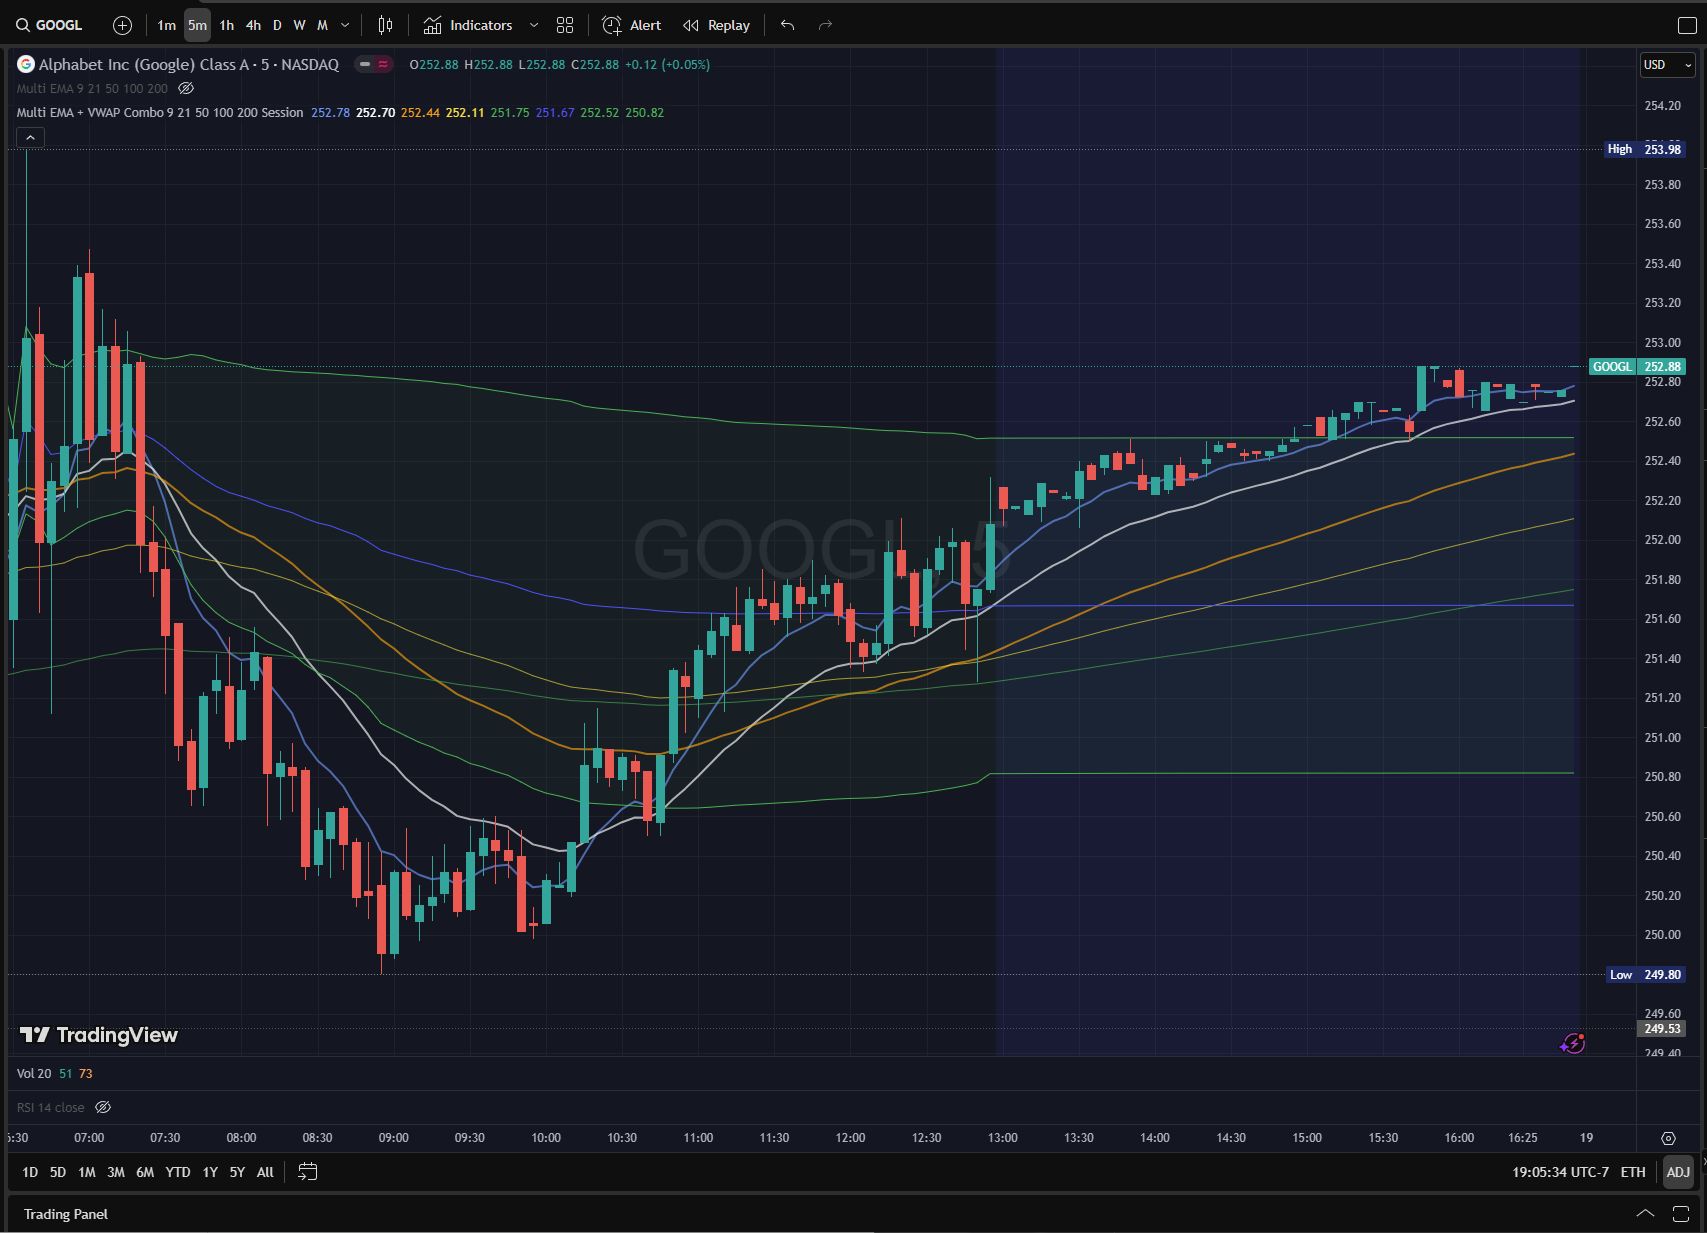 GOOGL 1m 5m 1h 4h D W M Indicators Alert Replay
Alphabet Inc (Google) Class A · 5 · NASDAQ O252.88 H252.88 L252.88 C252.88 +0.12 (+0.05%)
USD
Multi EMA 9 21 50 100 200
Multi EMA + VWAP Combo 9 21 50 100 200 Session 252.78 252.70 252.44 252.11 251.75 251.67 252.52 250.82
254.20
High 253.98
253.80
253.60
253.40
253.20
253.00
GOOGL 252.88
252.80
252.60
252.40
252.20
GOOGL, 5
252.00
251.80
251.60
251.40
251.20
251.00
250.80
250.60
250.40
250.20
250.00
Low 249.80
249.60
249.53
249.40
TradingView
Vol 20 51 73
RSI 14 close
07:00 07:30 08:00 08:30 09:00 09:30 10:00 10:30 11:00 11:30 12:00 12:30 13:00 13:30 14:00 14:30 15:00 15:30 16:00 16:25 19
1D 5D 1M 3M 6M YTD 1Y 5Y All 19:05:34 UTC-7 ETH ADJ
Trading Panel